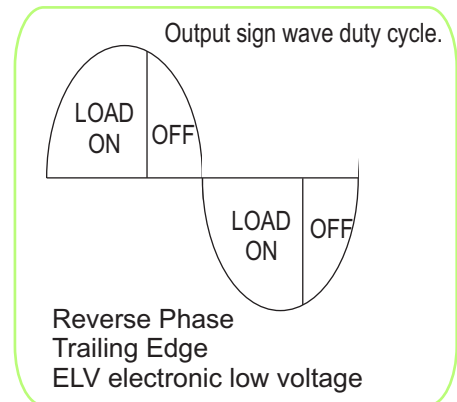 Output sign wave duty cycle.
LOAD
ON
OFF
LOAD
ON
OFF
Reverse Phase
Trailing Edge
ELV electronic low voltage